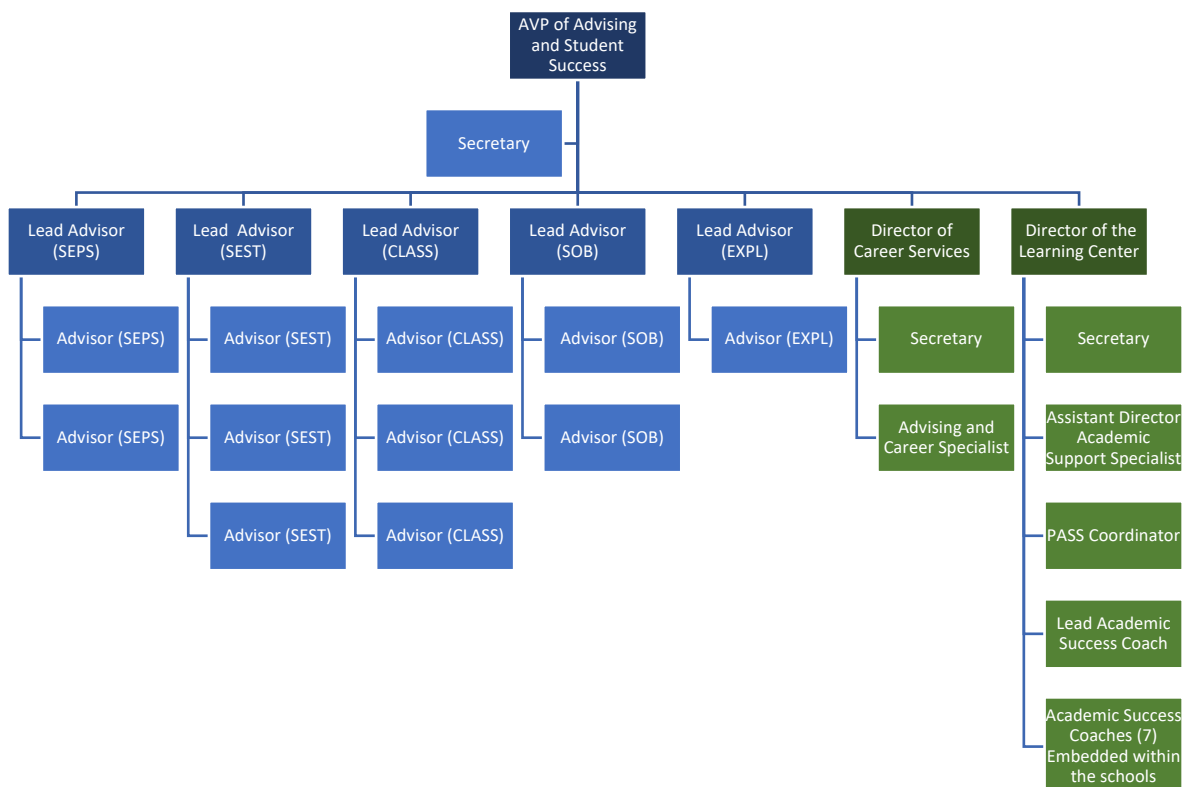 AVP of Advising
and Student
Success
Secretary
Lead Advisor
(SEPS)
Lead Advisor
(SEST)
Lead Advisor
(CLASS)
Lead Advisor
(SOB)
Lead Advisor
(EXPL)
Director of
Career Services
Director of the
Learning Center
Advisor (SEPS)
Advisor (SEST)
Advisor (CLASS)
Advisor (SOB)
Advisor (EXPL)
Secretary
Secretary
Advisor (SEPS)
Advisor (SEST)
Advisor (CLASS)
Advisor (SOB)
Advising and
Career Specialist
Assistant Director
Academic
Support Specialist
Advisor (SEST)
Advisor (CLASS)
PASS Coordinator
Lead Academic
Success Coach
Academic Success
Coaches (7)
Embedded within
the schools